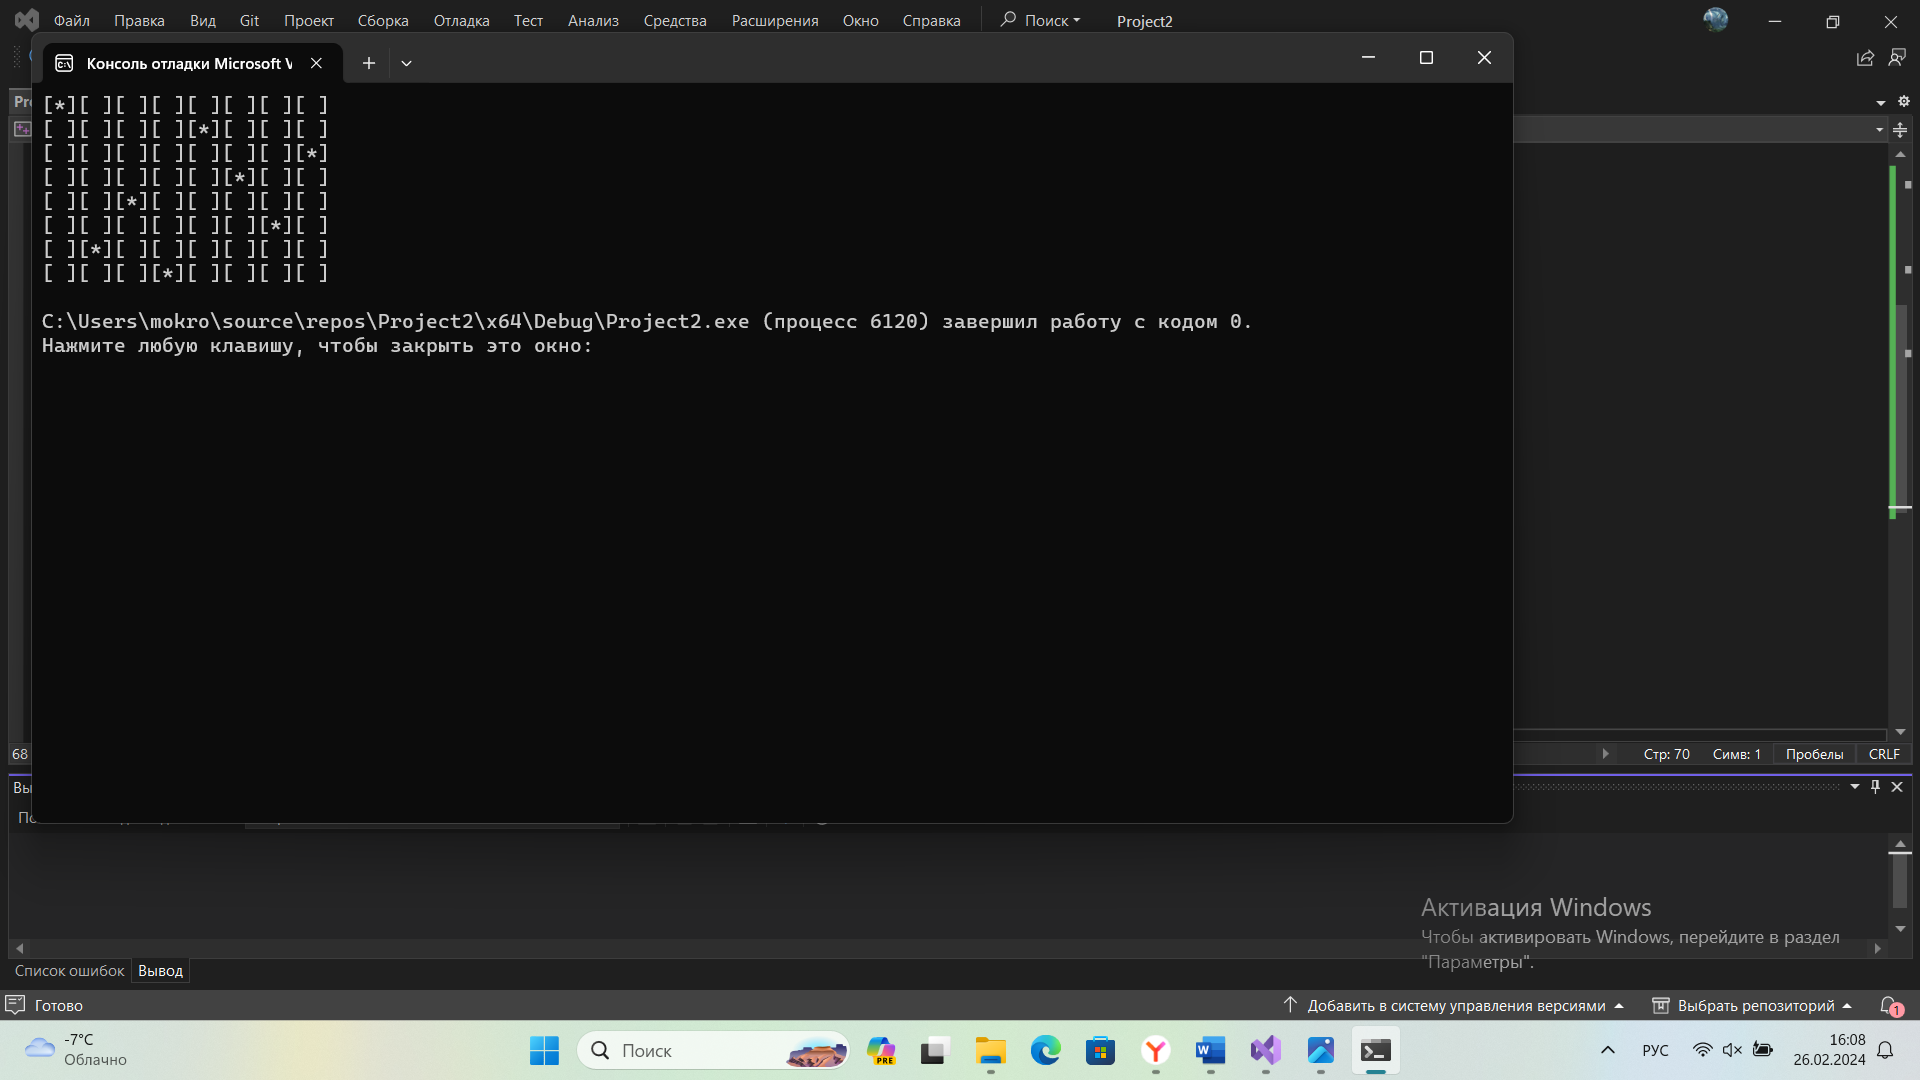 Файл Правка Вид Git Проект Сборка Отладка Тест Анализ Средства Расширения Окно Справка Поиск Project2
Консоль отладки Microsoft V
[*][ ][ ][ ][ ][ ][ ][ ]
[ ][ ][ ][ ][*][ ][ ][ ]
[ ][ ][ ][ ][ ][ ][ ][*]
[ ][ ][ ][ ][ ][*][ ][ ]
[ ][ ][*][ ][ ][ ][ ][ ]
[ ][ ][ ][ ][ ][ ][*][ ]
[ ][*][ ][ ][ ][ ][ ][ ]
[ ][ ][ ][*][ ][ ][ ][ ]
C:\Users\mokro\source\repos\Project2\x64\Debug\Project2.exe (процесс 6120) завершил работу с кодом 0.
Нажмите любую клавишу, чтобы закрыть это окно:
68 Стр: 70 Симв: 1 Пробелы CRLF
Активация Windows
Чтобы активировать Windows, перейдите в раздел
"Параметры".
Список ошибок Вывод
Готово Добавить в систему управления версиями Выбрать репозиторий 1
-7°C
Облачно
Поиск
PRE
РУС
16:08
26.02.2024